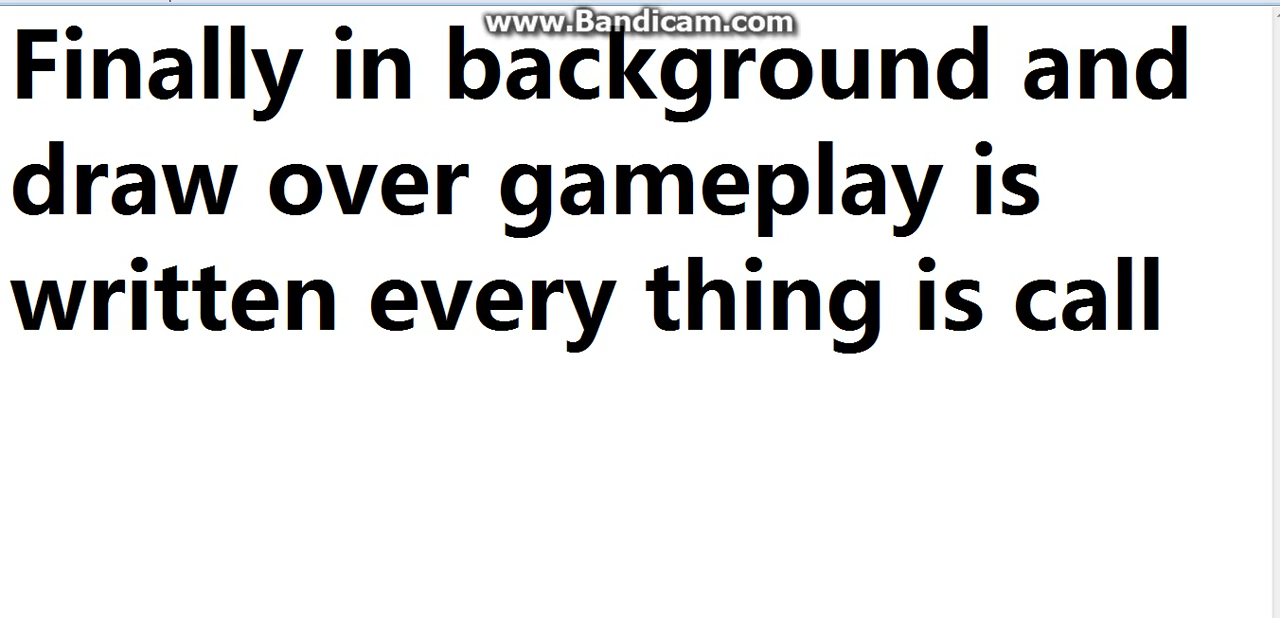 www.Bandicam.com
Finally in background and
draw over gameplay is
written every thing is call